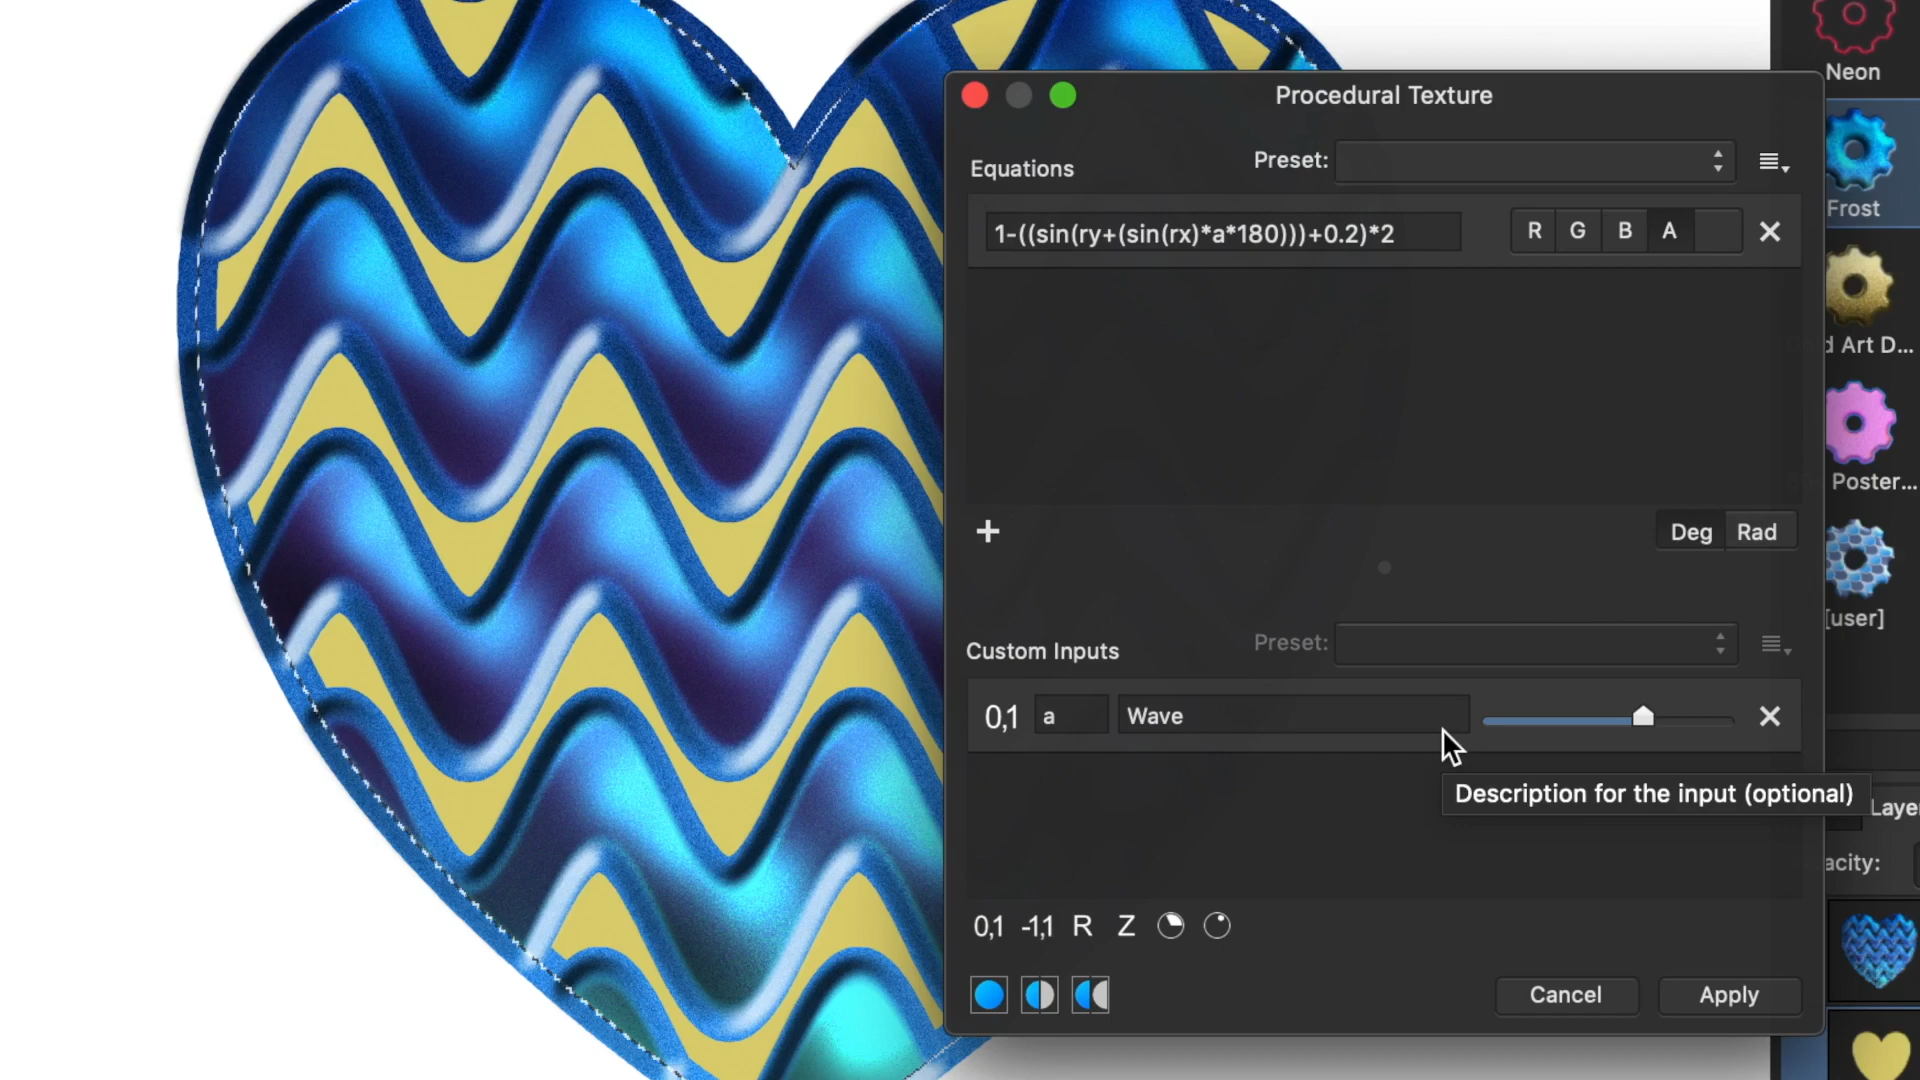 Procedural Texture
Equations
Preset:
1-((sin(ry+(sin(rx)*a*180)))+0.2)*2
R G B A
Deg Rad
Custom Inputs
Preset:
0,1 a Wave
Description for the input (optional)
0,1 -1,1 R Z
Cancel Apply
Neon
Frost
d Art D...
Poster...
[user]
Laye
acity: